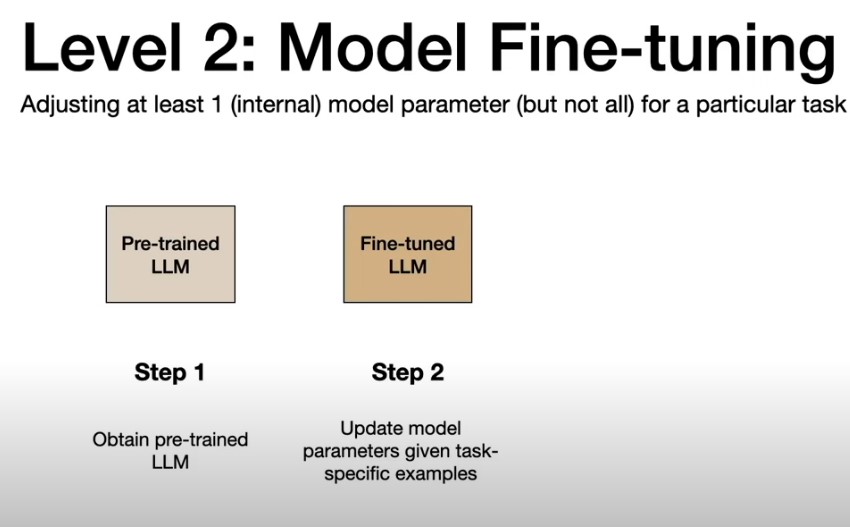 Level 2: Model Fine-tuning
Adjusting at least 1 (internal) model parameter (but not all) for a particular task
Pre-trained
LLM
Fine-tuned
LLM
Step 1
Step 2
Obtain pre-trained
LLM
Update model
parameters given task-
specific examples